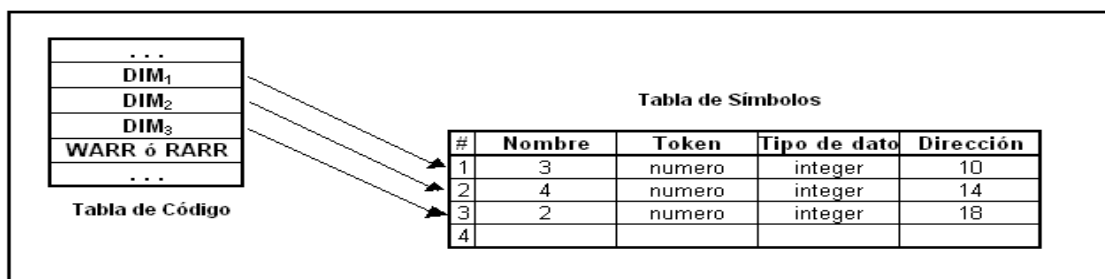 . . .
DIM₁
DIM₂
DIM₃
WARR ó RARR
. . .
Tabla de Código
Tabla de Símbolos
# Nombre Token Tipo de dato Dirección
1 3 numero integer 10
2 4 numero integer 14
3 2 numero integer 18
4